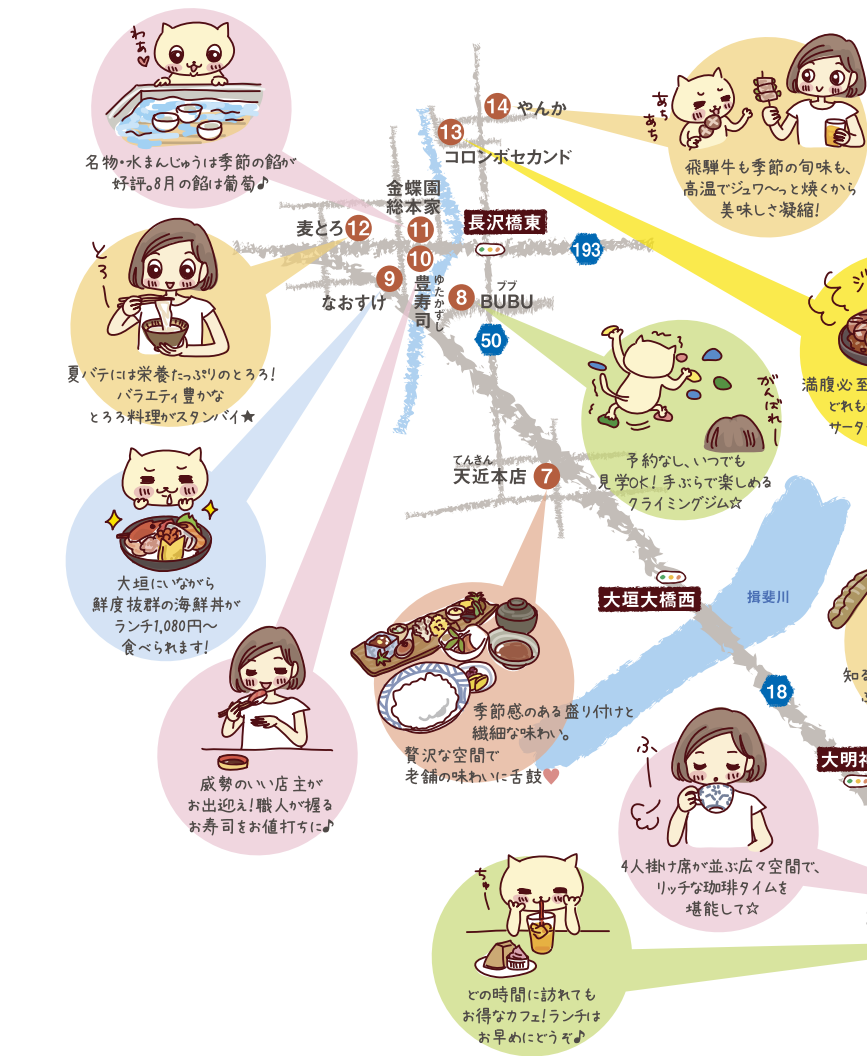 わぁ♥
名物・水まんじゅうは季節の餡が
好評。8月の餡は葡萄♪
14 やんか
13
コロンボセカンド
あち
あち
飛騨牛も季節の旬味も、
高温でジュワ〜っと焼くから
美味しさ凝縮!
金蝶園
総本家
麦とろ 12
11
長沢橋東
193
10
9
なおすけ
豊寿司
ゆたかずし
8
ブブ
BUBU
50
とろー
夏バテには栄養たっぷりのとろろ!
バラエティ豊かな
とろろ料理がスタンバイ★
満腹必至
どれも
サータ
がんばれー
予約なし、いつでも
見学OK! 手ぶらで楽しめる
クライミングジム☆
てんきん
天近本店 7
大垣にいながら
鮮度抜群の海鮮丼が
ランチ1,080円〜
食べられます!
大垣大橋西
揖斐川
知る
18
季節感のある盛り付けと
繊細な味わい。
贅沢な空間で
老舗の味わいに舌鼓♥
威勢のいい店主が
お出迎え!職人が握る
お寿司をお値打ちに♪
大明神
ふ、
4人掛け席が並ぶ広々空間で、
リッチな珈琲タイムを
堪能して☆
ちゅー
どの時間に訪れても
お得なカフェ!ランチは
お早めにどうぞ♪